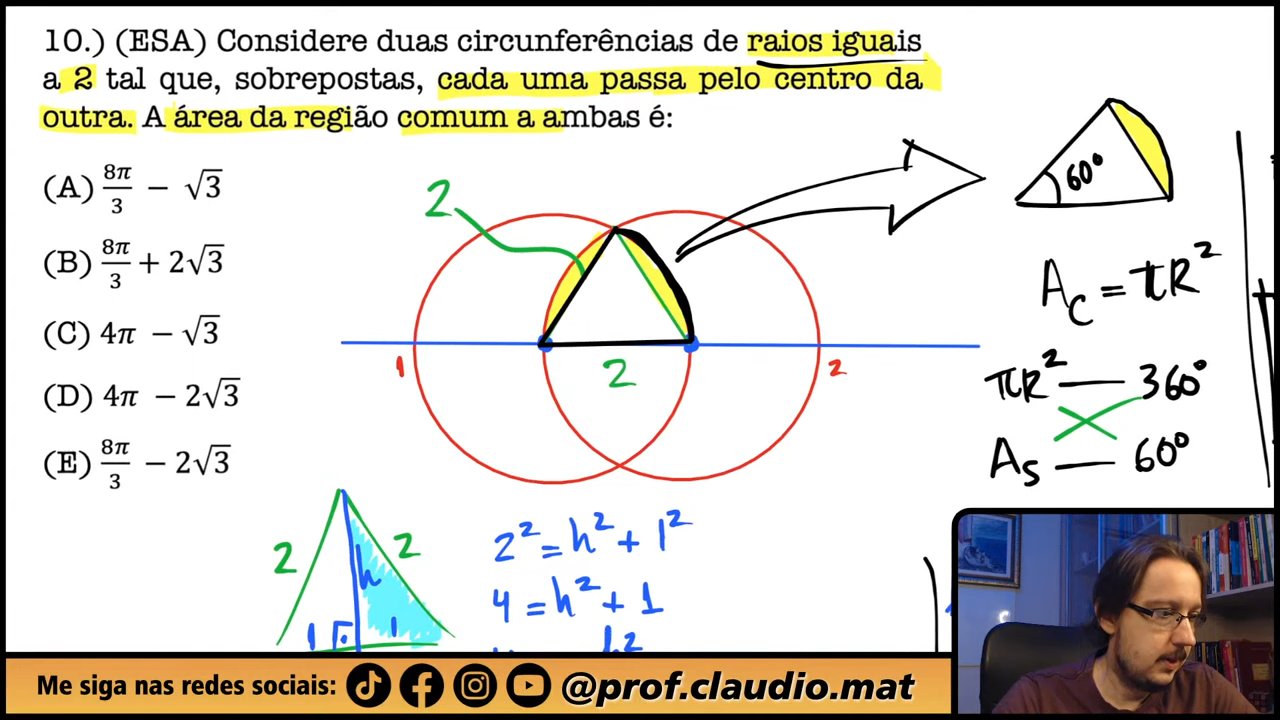 10.) (ESA) Considere duas circunferências de raios iguais
a 2 tal que, sobrepostas, cada uma passa pelo centro da
outra. A área da região comum a ambas é:
(A) 8π/3 − √3
(B) 8π/3 + 2√3
(C) 4π − √3
(D) 4π − 2√3
(E) 8π/3 − 2√3
2
2
1
2
60°
A_C = πR²
πR² — 360°
A_S — 60°
2
2
h
1
1
2² = h² + 1²
4 = h² + 1
h²
Me siga nas redes sociais: @prof.claudio.mat